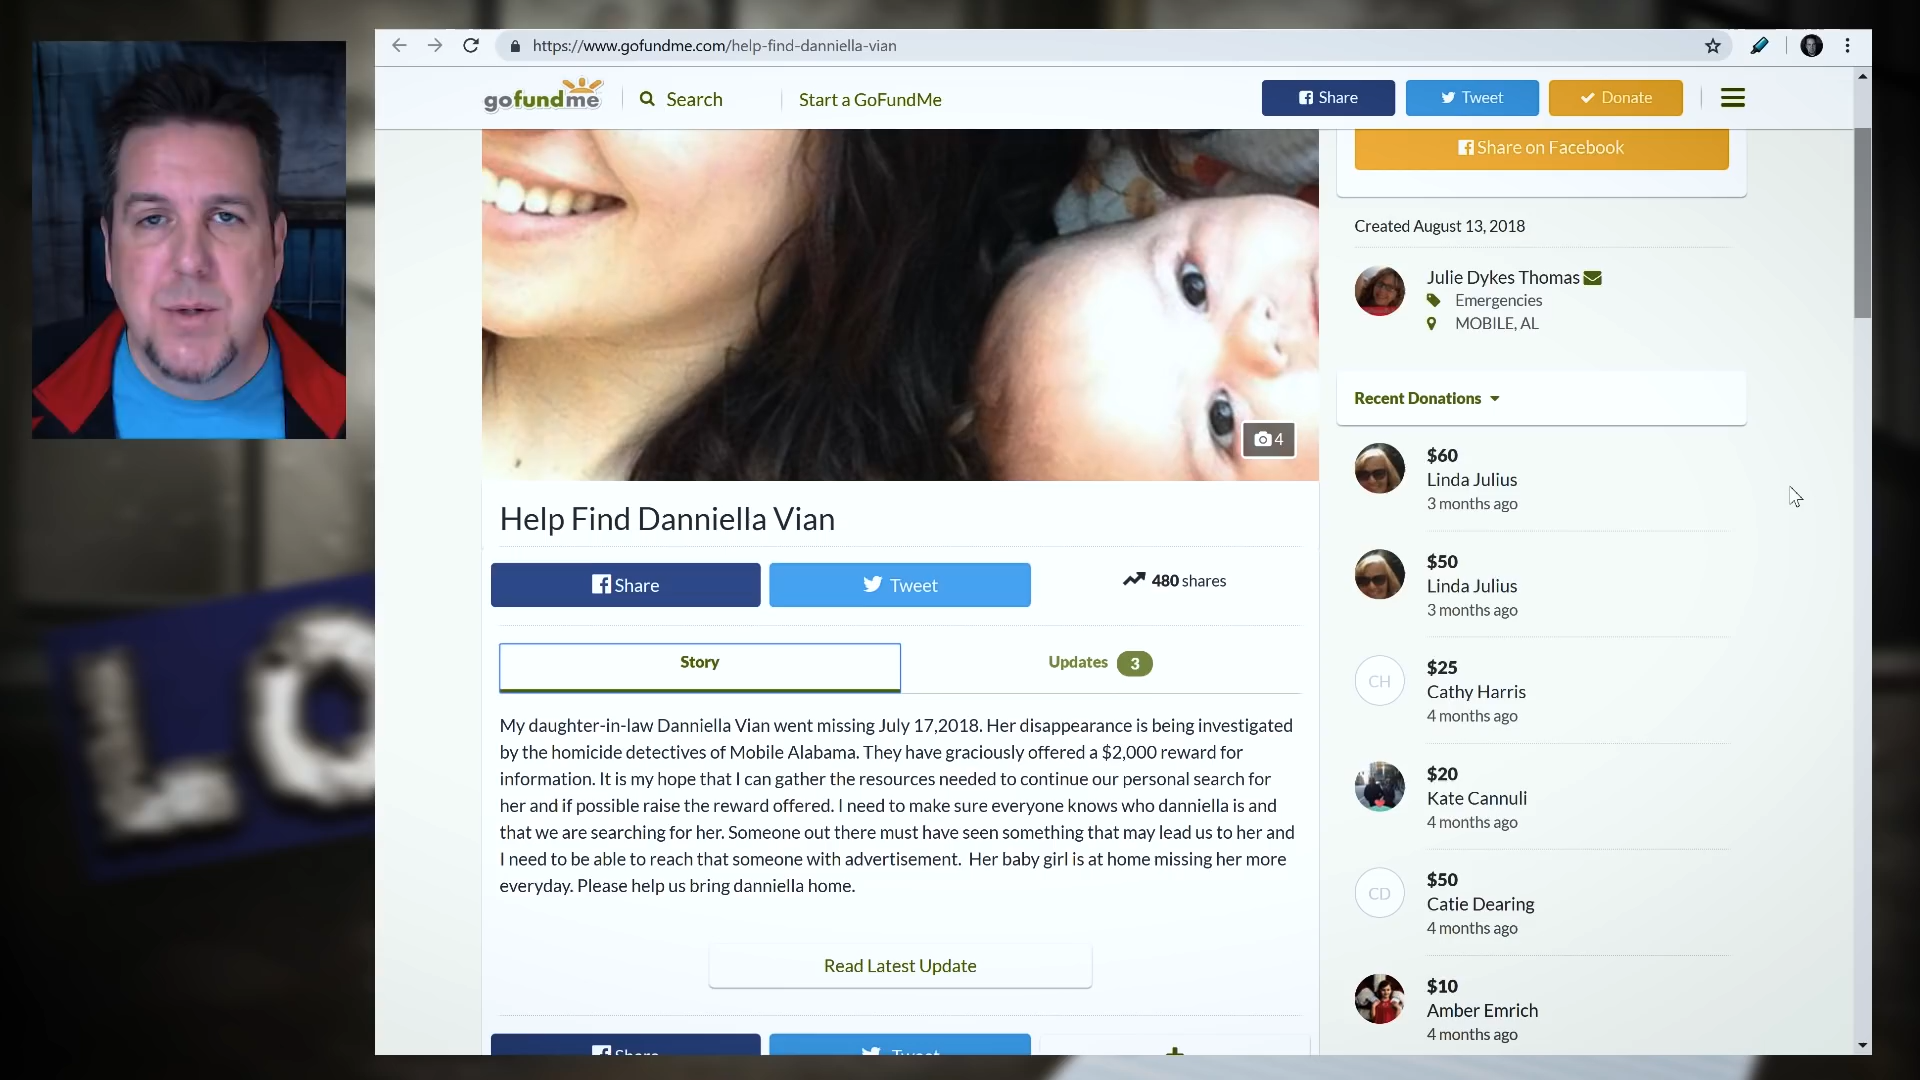 https://www.gofundme.com/help-find-danniella-vian
gofundme
Search
Start a GoFundMe
Share
Tweet
Donate
Share on Facebook
Created August 13, 2018
Julie Dykes Thomas
Emergencies
MOBILE, AL
Recent Donations
$60
Linda Julius
3 months ago
$50
Linda Julius
3 months ago
$25
Cathy Harris
4 months ago
CH
$20
Kate Cannuli
4 months ago
$50
Catie Dearing
4 months ago
CD
$10
Amber Emrich
4 months ago
4
Help Find Danniella Vian
Share
Tweet
480 shares
Story
Updates 3
My daughter-in-law Danniella Vian went missing July 17,2018. Her disappearance is being investigated
by the homicide detectives of Mobile Alabama. They have graciously offered a $2,000 reward for
information. It is my hope that I can gather the resources needed to continue our personal search for
her and if possible raise the reward offered. I need to make sure everyone knows who danniella is and
that we are searching for her. Someone out there must have seen something that may lead us to her and
I need to be able to reach that someone with advertisement.  Her baby girl is at home missing her more
everyday. Please help us bring danniella home.
Read Latest Update
Share
Tweet
LO